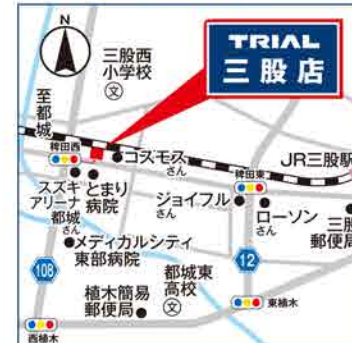 TRIAL
三股店
N
三股西
小学校
文
至都城
稗田西
コスモス
さん
JR三股駅
スズキ
アリーナ
都城
さん
とまり
病院
稗田東
ジョイフル
さん
ローソン
さん
三股
郵便局
メディカルシティ
東部病院
都城東
高校
文
108
12
植木簡易
郵便局
東植木
西植木